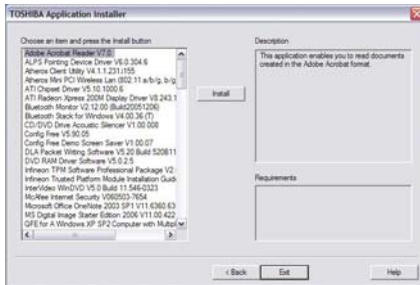 TOSHIBA Application Installer
Choose an item and press the Install button
Adobe Acrobat Reader V7.0
ALPS Pointing Device Driver V6.0.304.6
Atheros Client Utility V4.1.1.231/155
Atheros Mini PCI Wireless Lan (802.11 a/b/g, b/g
ATI Chipset Driver V5.10.1000.6
ATI Radeon Xpress 200M Display Driver V8.243.1
Bluetooth Monitor V2.12.00 (Build20051206)
Bluetooth Stack for Windows V4.00.36 (T)
CD/DVD Drive Acoustic Silencer V1.00.008
Config Free V5.90.05
Config Free Demo Screen Saver V1.00.07
DLA Packet Writing Software V5.20 Build 520B11
DVD RAM Driver Software V5.0.2.5
Infineon TPM Software Professional Package V2
Infineon Trusted Platform Module Installation Guide
InterVideo WinDVD V5.0 Build 11.546-0323
McAfee Internet Security V060503-7654
Microsoft Office OneNote 2003 SP1 V11.6360.63
MS Digital Image Starter Edition 2006 V11.00.422
QFE for A Windows XP SP2 Computer with Multipl
Install
Description
This application enables you to read documents
created in the Adobe Acrobat format.
Requirements
< Back
Exit
Help